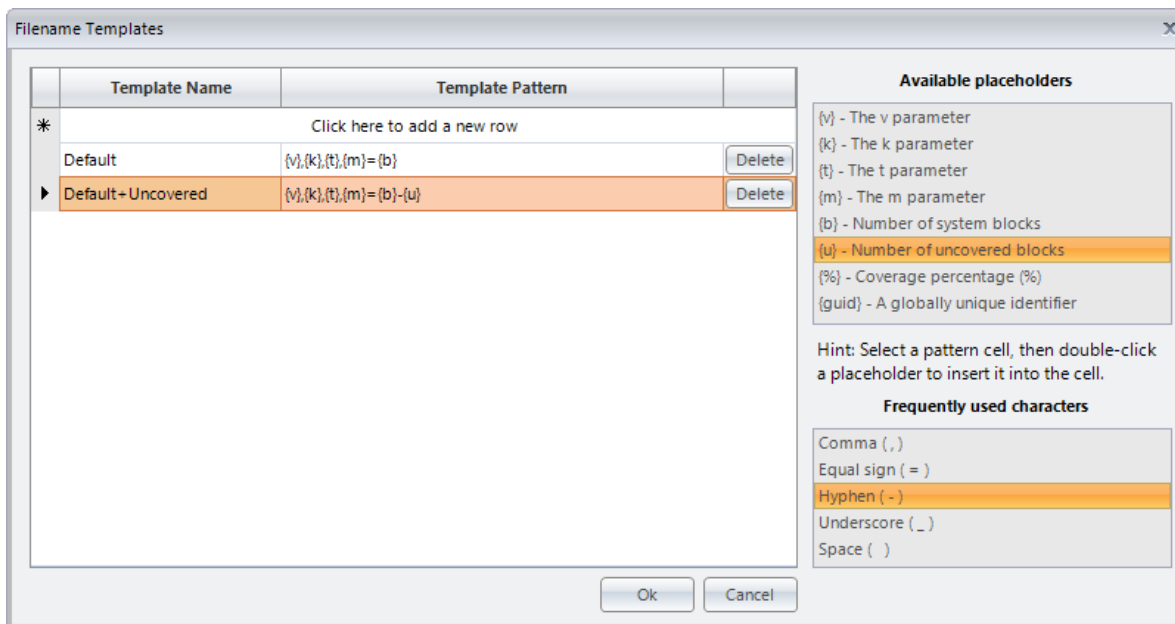 Filename Templates
Template Name Template Pattern
Click here to add a new row
Default {v},{k},{t},{m}={b} Delete
Default+Uncovered {v},{k},{t},{m}={b}-{u} Delete
Available placeholders
{v} - The v parameter
{k} - The k parameter
{t} - The t parameter
{m} - The m parameter
{b} - Number of system blocks
{u} - Number of uncovered blocks
{%} - Coverage percentage (%)
{guid} - A globally unique identifier
Hint: Select a pattern cell, then double-click
a placeholder to insert it into the cell.
Frequently used characters
Comma ( , )
Equal sign ( = )
Hyphen ( - )
Underscore ( _ )
Space (   )
Ok Cancel